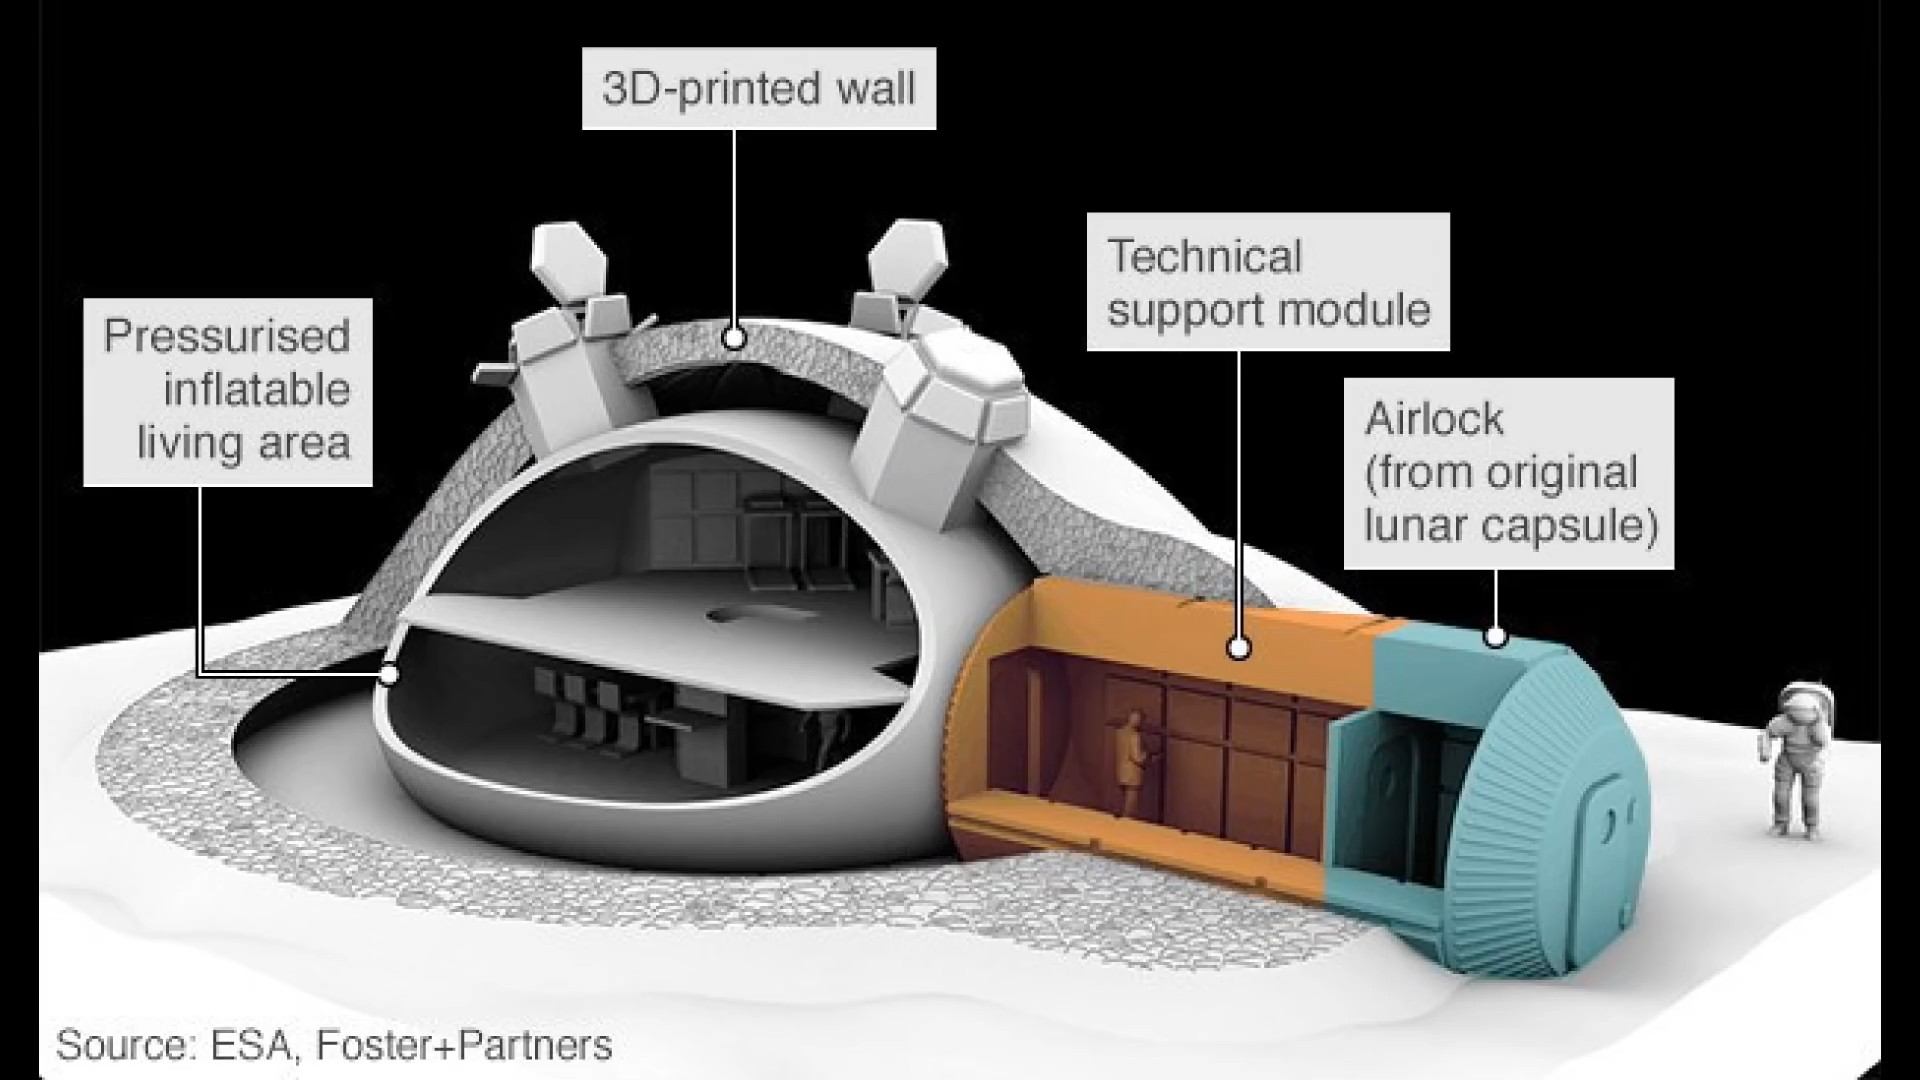 3D-printed wall
Technical
support module
Pressurised
inflatable
living area
Airlock
(from original
lunar capsule)
Source: ESA, Foster+Partners